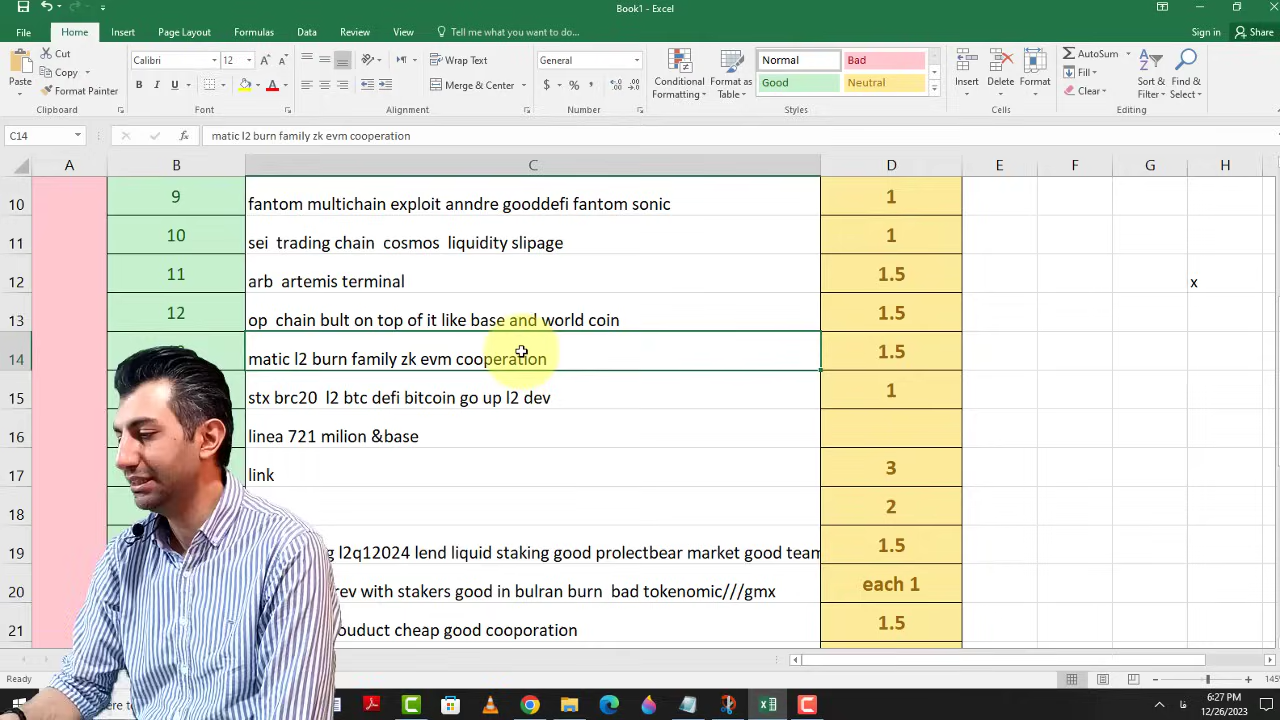 Book1 - Excel
Sign in
Share
File
Home
Insert
Page Layout
Formulas
Data
Review
View
Tell me what you want to do...
Paste
Cut
Copy
Format Painter
Clipboard
Calibri
12
B I U
Font
Wrap Text
Merge & Center
Alignment
General
$ % ,
Number
Conditional Formatting
Format as Table
Normal
Bad
Good
Neutral
Styles
Insert
Delete
Format
Cells
AutoSum
Fill
Clear
Sort & Filter
Find & Select
Editing
C14
fx
matic l2 burn family zk evm cooperation
A B C D E F G H
10 9 fantom multichain exploit anndre gooddefi fantom sonic 1
11 10 sei trading chain cosmos liquidity slipage 1
12 11 arb artemis terminal 1.5 x
13 12 op chain bult on top of it like base and world coin 1.5
14 matic l2 burn family zk evm cooperation 1.5
15 stx brc20 l2 btc defi bitcoin go up l2 dev 1
16 linea 721 milion &base
17 link 3
18 2
19 l2q12024 lend liquid staking good prolectbear market good team 1.5
20 rev with stakers good in bulran burn bad tokenomic///gmx each 1
21 cheap good cooporation 1.5
Ready
145
6:27 PM
12/26/2023